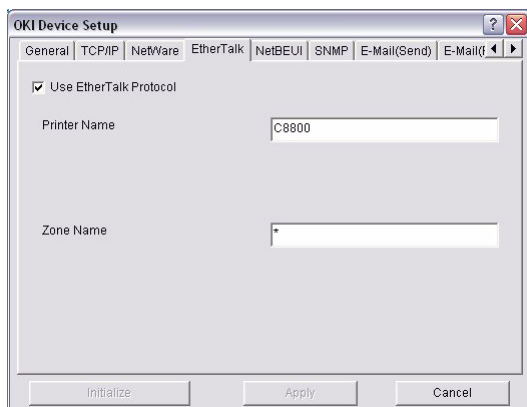 OKI Device Setup
General TCP/IP NetWare EtherTalk NetBEUI SNMP E-Mail(Send)
Use EtherTalk Protocol
Printer Name C8800
Zone Name *
Initialize Apply Cancel